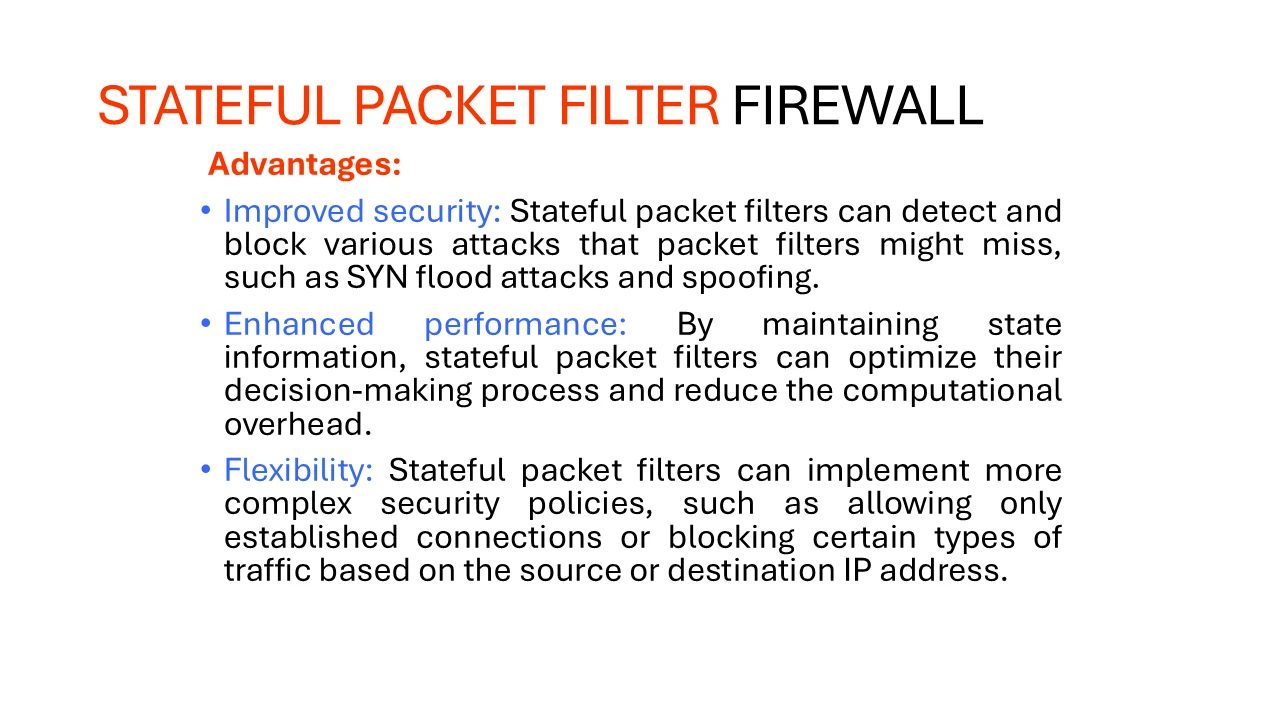 STATEFUL PACKET FILTER FIREWALL
Advantages:
• Improved security: Stateful packet filters can detect and
block various attacks that packet filters might miss,
such as SYN flood attacks and spoofing.
• Enhanced performance: By maintaining state
information, stateful packet filters can optimize their
decision-making process and reduce the computational
overhead.
• Flexibility: Stateful packet filters can implement more
complex security policies, such as allowing only
established connections or blocking certain types of
traffic based on the source or destination IP address.